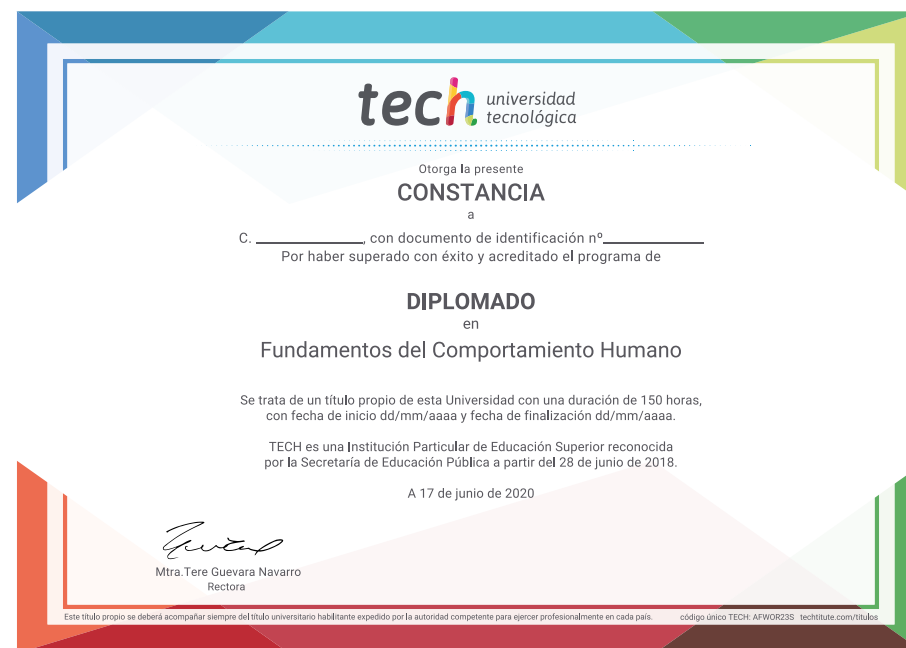 tech universidad
tecnológica
Otorga la presente
CONSTANCIA
a
C. ______________, con documento de identificación nº_____________
Por haber superado con éxito y acreditado el programa de
DIPLOMADO
en
Fundamentos del Comportamiento Humano
Se trata de un título propio de esta Universidad con una duración de 150 horas,
con fecha de inicio dd/mm/aaaa y fecha de finalización dd/mm/aaaa.
TECH es una Institución Particular de Educación Superior reconocida
por la Secretaría de Educación Pública a partir del 28 de junio de 2018.
A 17 de junio de 2020
Mtra.Tere Guevara Navarro
Rectora
Este título propio se deberá acompañar siempre del título universitario habilitante expedido por la autoridad competente para ejercer profesionalmente en cada país. código único TECH: AFWOR23S techtitute.com/titulos